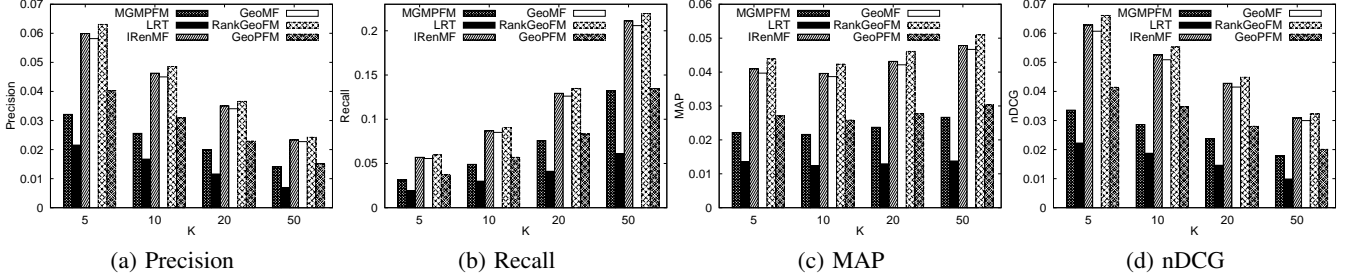 MGMPFM GeoMF
LRT RankGeoFM
IRenMF GeoPFM
Precision
0.07
0.06
0.05
0.04
0.03
0.02
0.01
0
5 10 20 50
K
(a) Precision
MGMPFM GeoMF
LRT RankGeoFM
IRenMF GeoPFM
Recall
0.2
0.15
0.1
0.05
0
5 10 20 50
K
(b) Recall
MGMPFM GeoMF
LRT RankGeoFM
IRenMF GeoPFM
MAP
0.06
0.05
0.04
0.03
0.02
0.01
0
5 10 20 50
K
(c) MAP
MGMPFM GeoMF
LRT RankGeoFM
IRenMF GeoPFM
nDCG
0.07
0.06
0.05
0.04
0.03
0.02
0.01
0
5 10 20 50
K
(d) nDCG